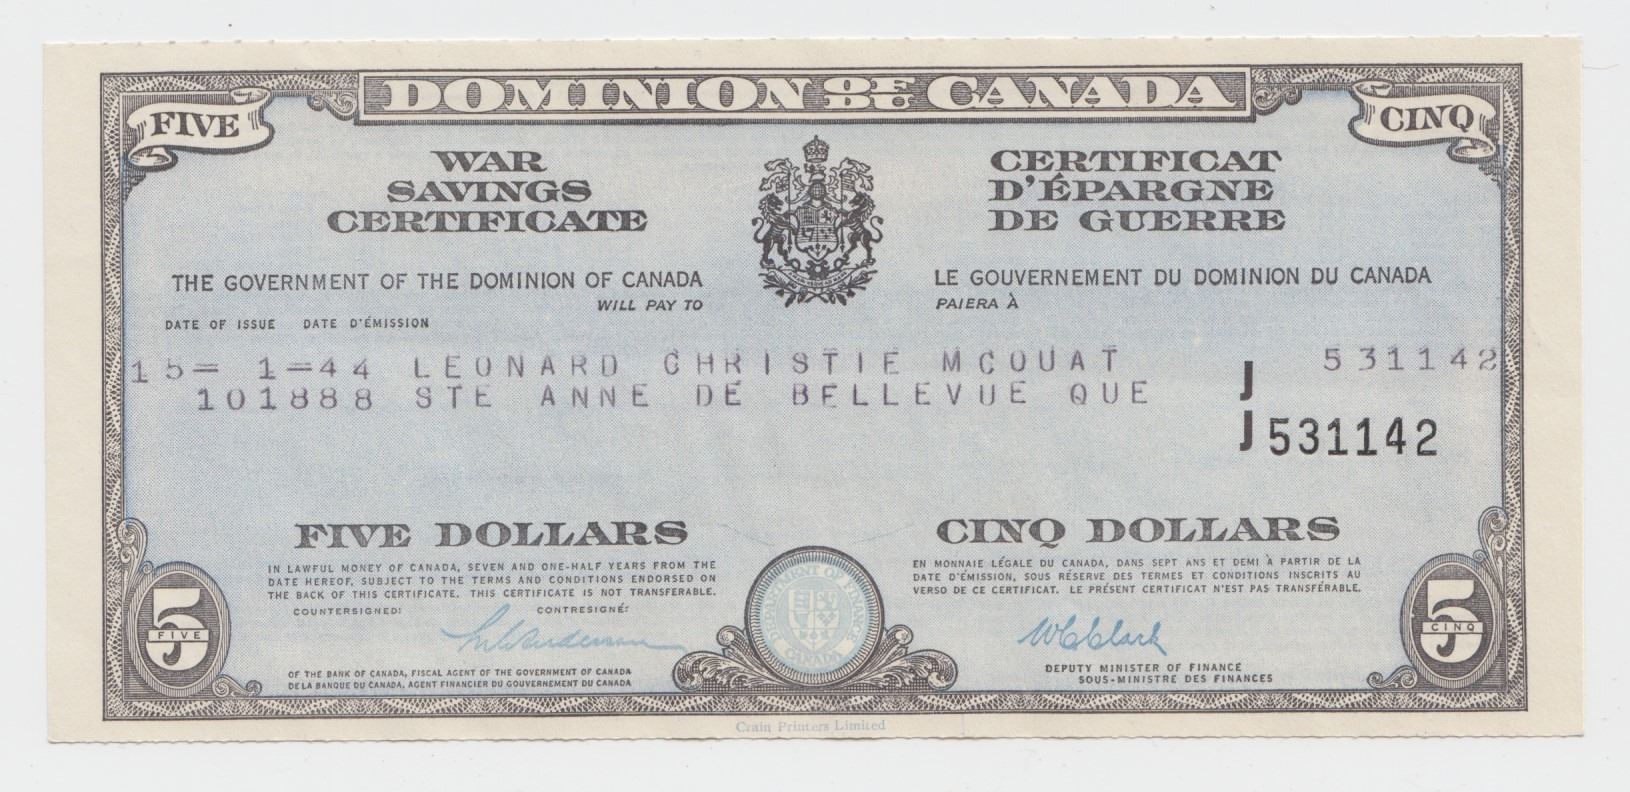 DOMINION OF DU CANADA
FIVE
CINQ
WAR
SAVINGS
CERTIFICATE
CERTIFICAT
D'ÉPARGNE
DE GUERRE
THE GOVERNMENT OF THE DOMINION OF CANADA
WILL PAY TO
LE GOUVERNEMENT DU DOMINION DU CANADA
PAIERA À
DATE OF ISSUE DATE D'ÉMISSION
15- 1-44 LEONARD CHRISTIE MCQUAT J 531142
101888 STE ANNE DE BELLEVUE QUE
J 531142
FIVE DOLLARS
IN LAWFUL MONEY OF CANADA, SEVEN AND ONE-HALF YEARS FROM THE
DATE HEREOF, SUBJECT TO THE TERMS AND CONDITIONS ENDORSED ON
THE BACK OF THIS CERTIFICATE. THIS CERTIFICATE IS NOT TRANSFERABLE.
COUNTERSIGNED: CONTRESIGNÉ:
OF THE BANK OF CANADA, FISCAL AGENT OF THE GOVERNMENT OF CANADA
DE LA BANQUE DU CANADA, AGENT FINANCIER DU GOUVERNEMENT DU CANADA
CINQ DOLLARS
EN MONNAIE LÉGALE DU CANADA, DANS SEPT ANS ET DEMI À PARTIR DE LA
DATE D'ÉMISSION, SOUS RÉSERVE DES TERMES ET CONDITIONS INSCRITS AU
VERSO DE CE CERTIFICAT. LE PRÉSENT CERTIFICAT N'EST PAS TRANSFÉRABLE.
W C Clark
DEPUTY MINISTER OF FINANCE
SOUS-MINISTRE DES FINANCES
5
FIVE
DEPARTMENT OF FINANCE
CANADA
5
CINQ
Crain Printers Limited